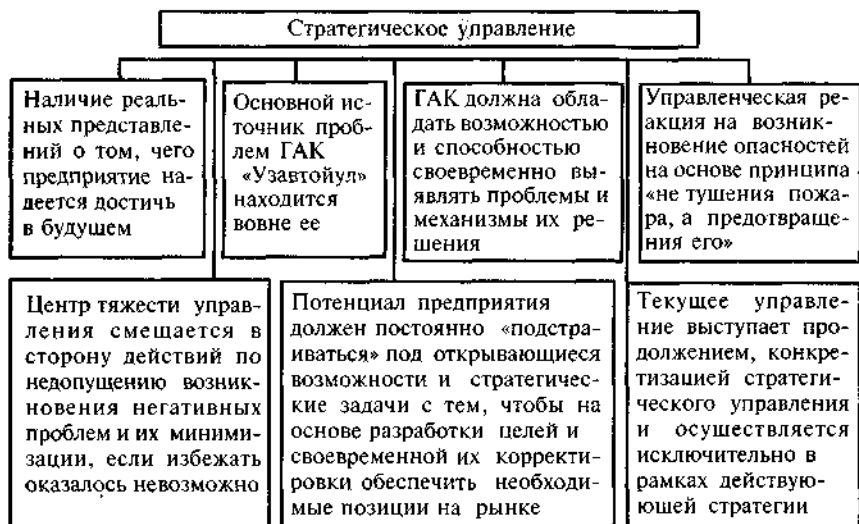 Стратегическое управление
Наличие реаль-
ных представле-
ний о том, чего
предприятие на-
деется достичь
в будушем
Основной ис-
точник проб-
лем ГАК
«Узавтойул»
находится
вовне ее
ГАК должна обла-
дать возможностью
и способностью
своевременно вы-
являть проблемы и
механизмы их ре-
шения
Управленческая ре-
акция на возник-
новение опасностей
на основе принципа
«не тушения пожа-
ра, а предотвраще-
ния его»
Центр тяжести управ-
ления смещается в
сторону действий по
недопущению возник-
новения негативных
проблем и их миними-
зации, если избежать
оказалось невозможно
Потенциал предприятия
должен постоянно «подстра-
иваться» под открывающиеся
возможности и стратегичес-
кие задачи с тем, чтобы на
основе разработки целей и
своевременной их корректи-
ровки обеспечить необходи-
мые позиции на рынке
Текущее управле-
ние выступает про-
должением, конкре-
тизацией стратеги-
ческого управления
и осуществляется
исключительно в
рамках действую-
ющей стратегии